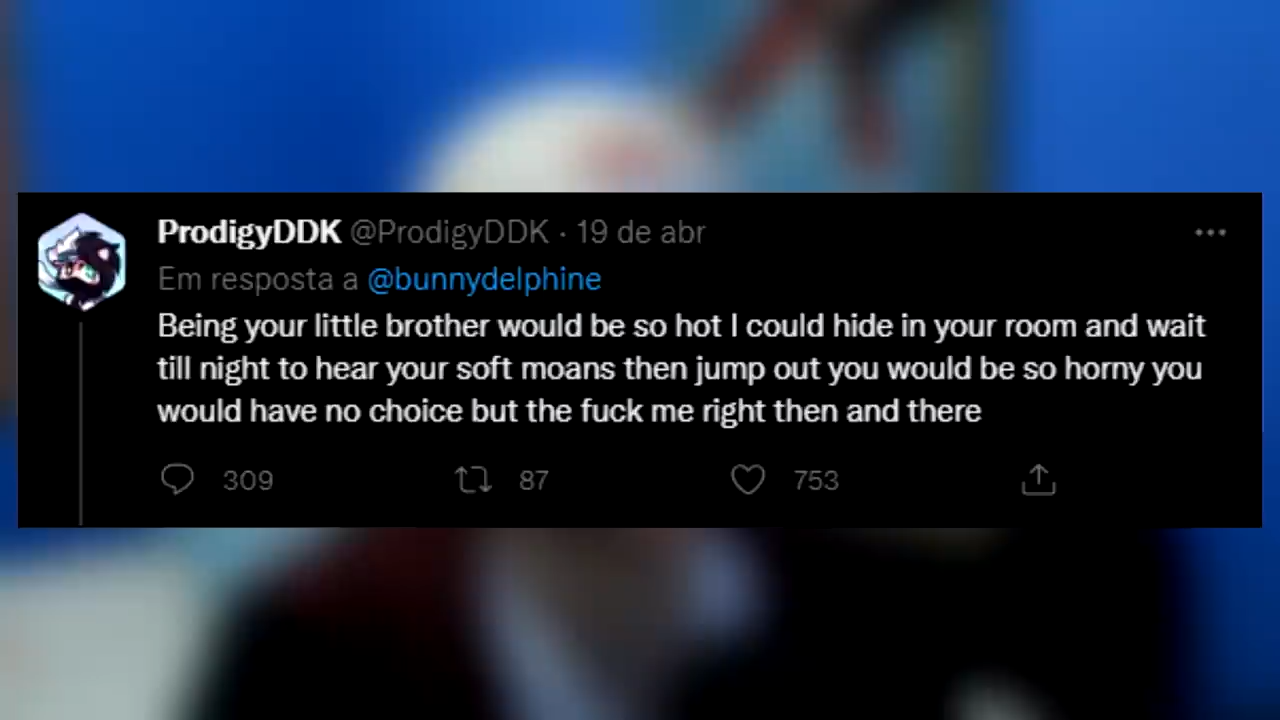 ProdigyDDK @ProdigyDDK · 19 de abr
Em resposta a @bunnydelphine
Being your little brother would be so hot I could hide in your room and wait
till night to hear your soft moans then jump out you would be so horny you
would have no choice but the fuck me right then and there
309 87 753